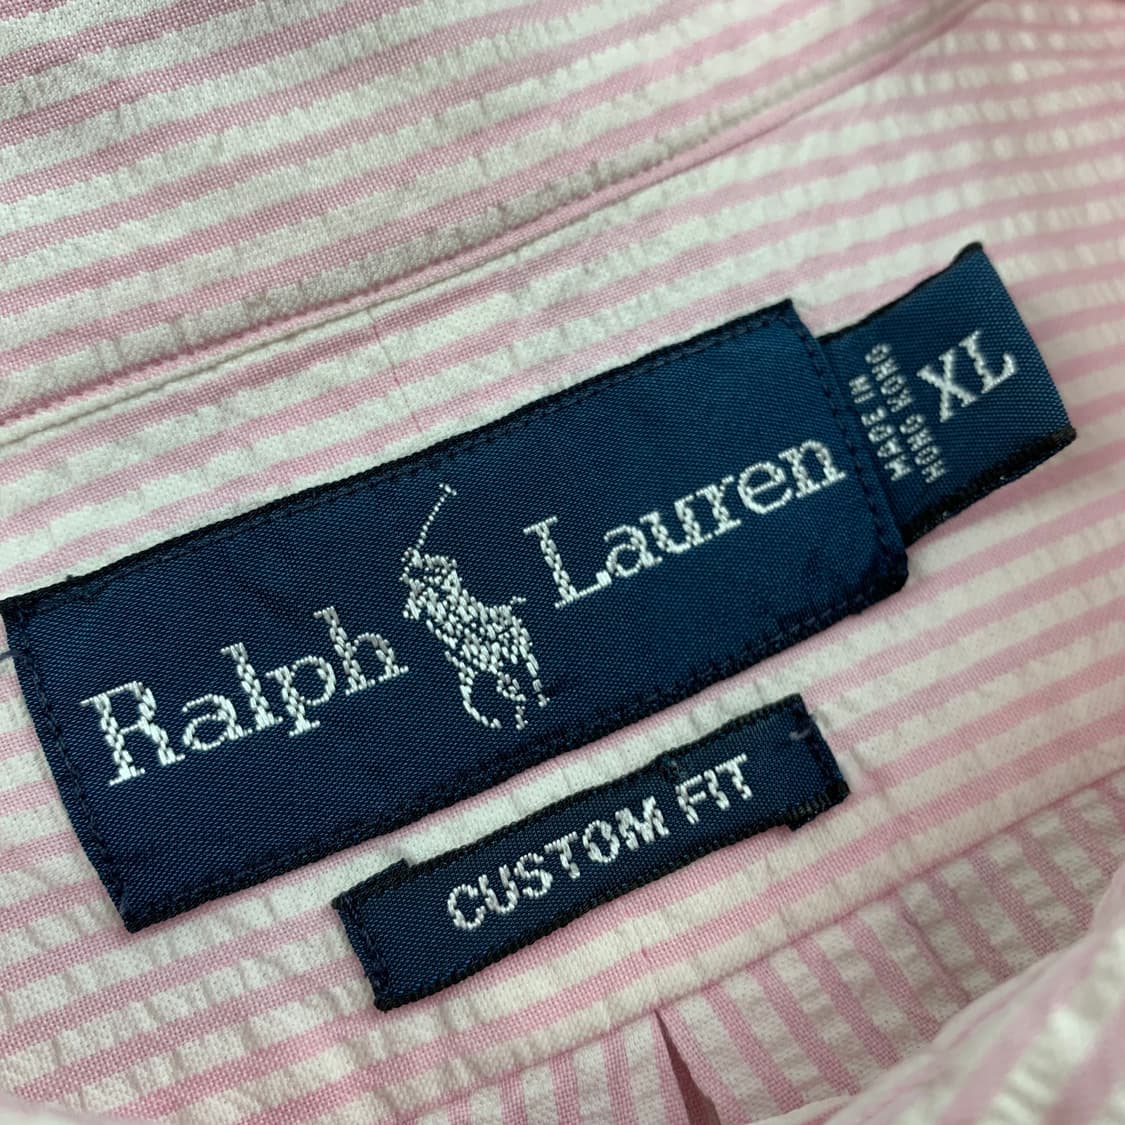 Ralph Lauren
MADE IN
HONG KONG
XL
CUSTOM FIT